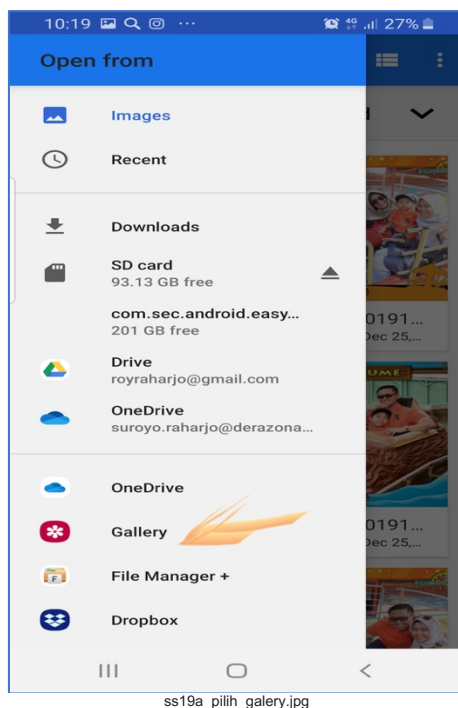 10:19
4G 27%
Open from
Images
Recent
Downloads
SD card
93.13 GB free
com.sec.android.easy...
201 GB free
Drive
royraharjo@gmail.com
OneDrive
suroyo.raharjo@derazona...
OneDrive
Gallery
File Manager +
Dropbox
0191...
Dec 25,...
UME
0191...
Dec 25,...
ss19a_pilih_galery.jpg